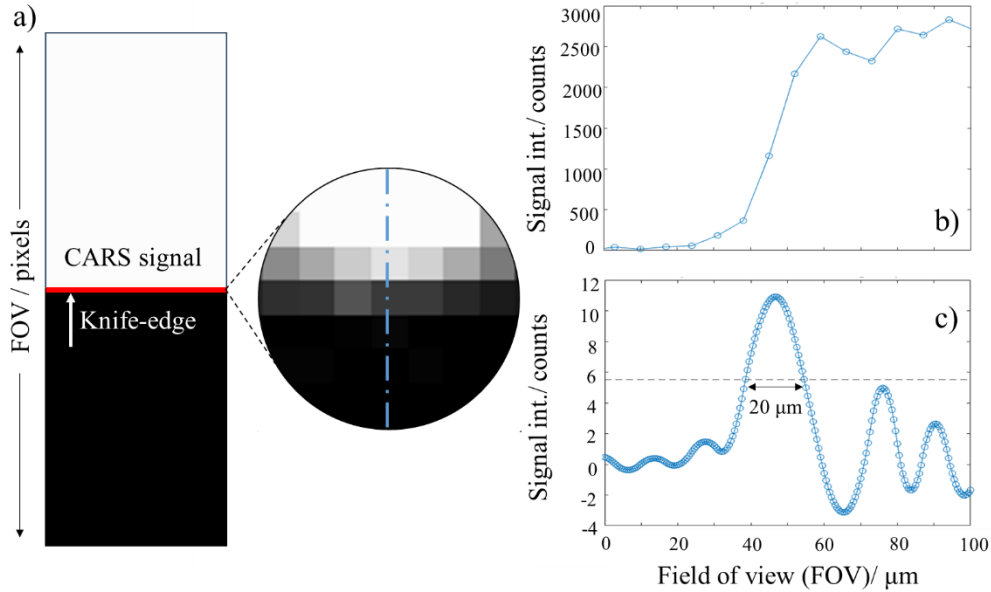 a)
FOV / pixels
CARS signal
Knife-edge
Signal int./ counts
3000
2500
2000
1500
1000
500
0
b)
Signal int./ counts
12
10
8
6
4
2
0
-2
-4
c)
20 µm
0 20 40 60 80 100
Field of view (FOV)/ µm